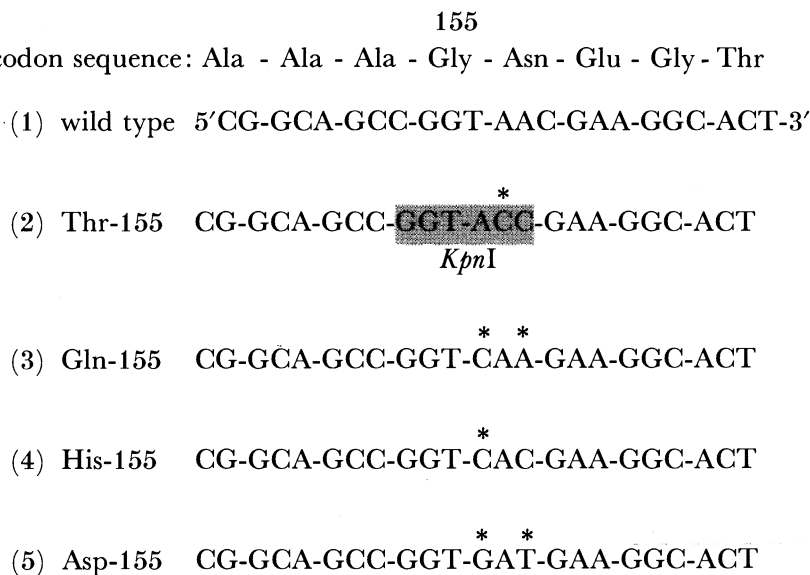 155
codon sequence: Ala - Ala - Ala - Gly - Asn - Glu - Gly - Thr
(1) wild type 5′CG-GCA-GCC-GGT-AAC-GAA-GGC-ACT-3′
*
(2) Thr-155 CG-GCA-GCC-GGT-ACC-GAA-GGC-ACT
KpnI
* *
(3) Gln-155 CG-GCA-GCC-GGT-CAA-GAA-GGC-ACT
*
(4) His-155 CG-GCA-GCC-GGT-CAC-GAA-GGC-ACT
* *
(5) Asp-155 CG-GCA-GCC-GGT-GAT-GAA-GGC-ACT